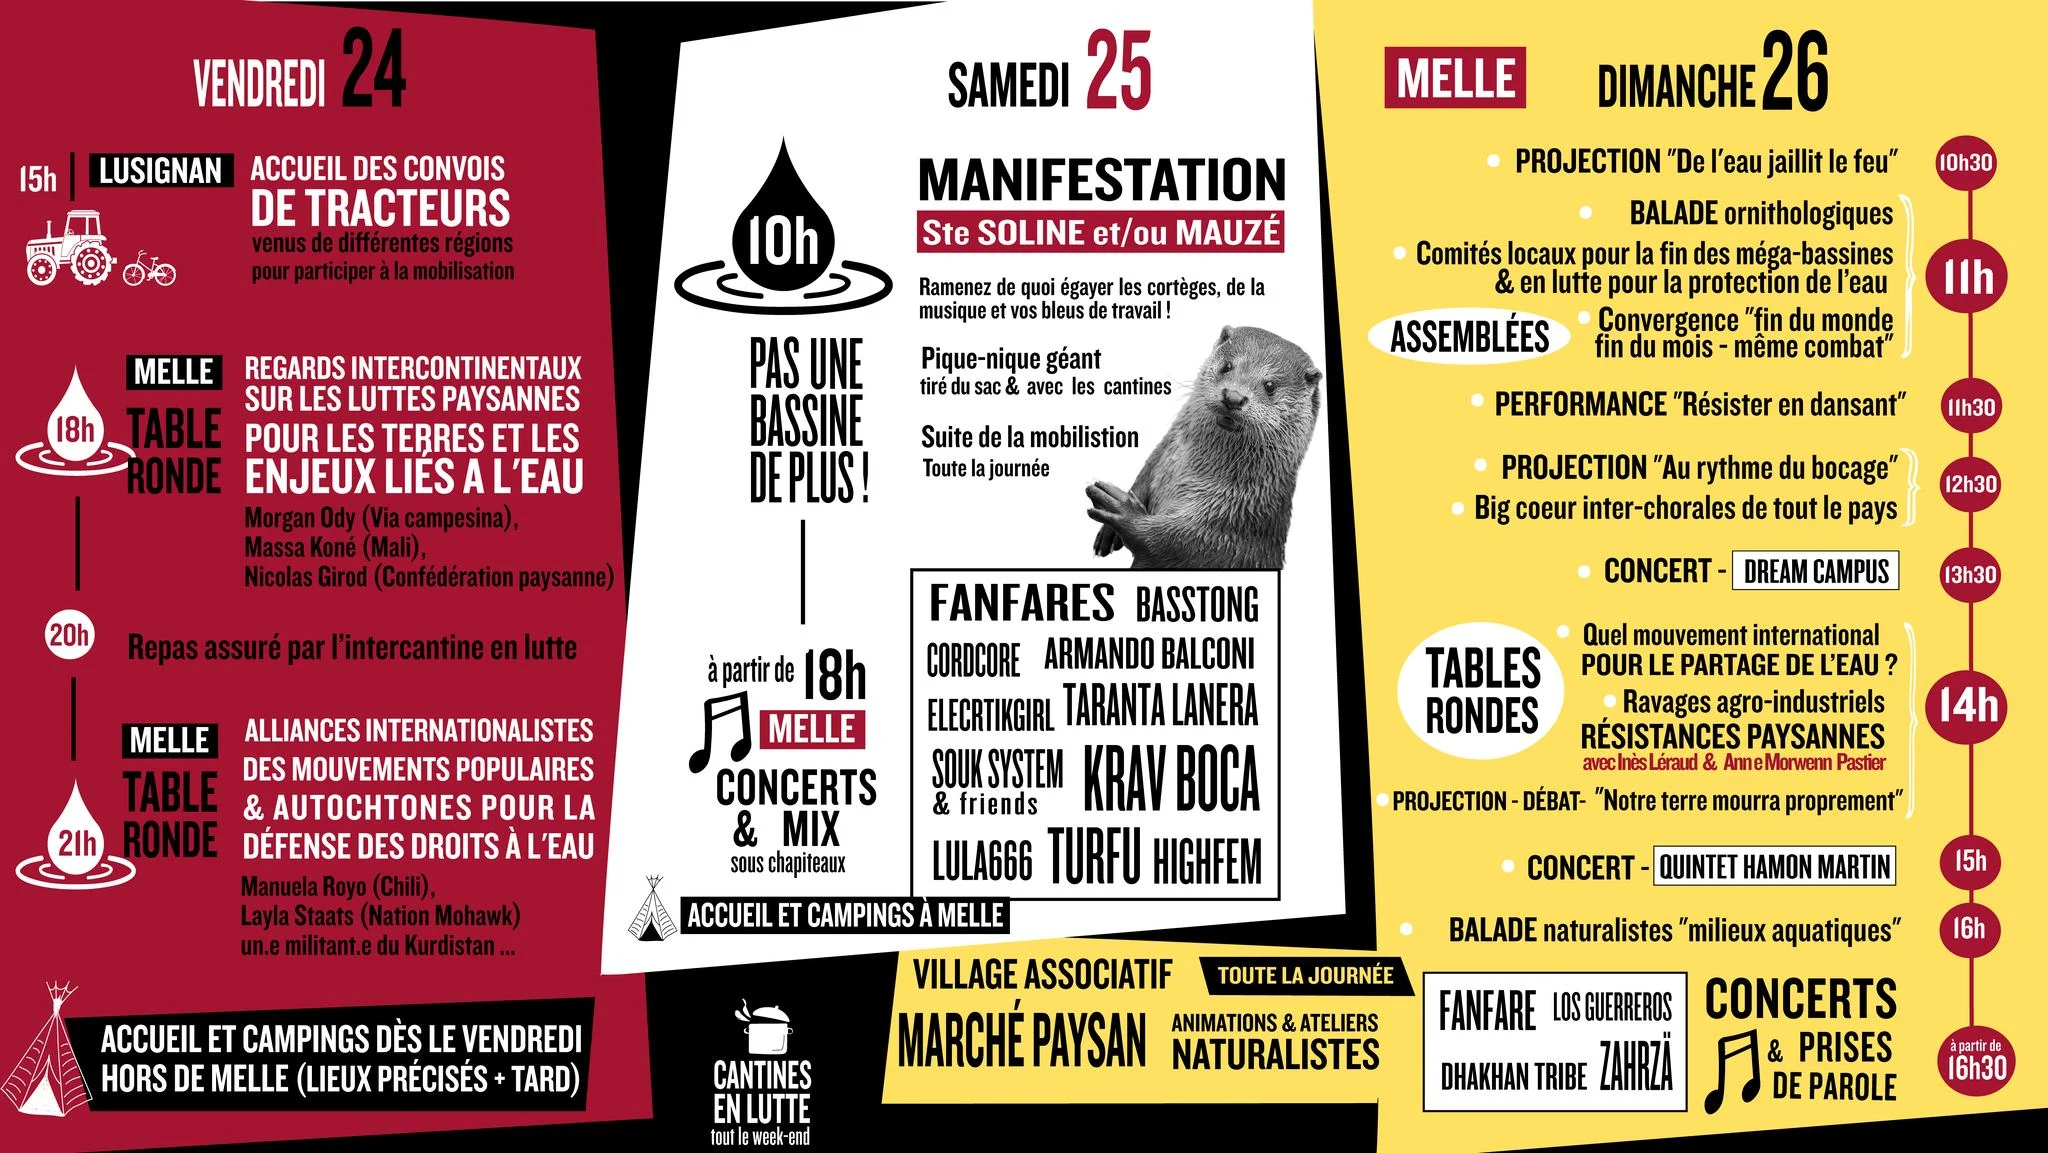 VENDREDI 24
15h
LUSIGNAN
ACCUEIL DES CONVOIS
DE TRACTEURS
venus de différentes régions
pour participer à la mobilisation
18h
MELLE
TABLE
RONDE
REGARDS INTERCONTINENTAUX
SUR LES LUTTES PAYSANNES
POUR LES TERRES ET LES
ENJEUX LIÉS A L'EAU
Morgan Ody (Via campesina),
Massa Koné (Mali),
Nicolas Girod (Confédération paysanne)
20h
Repas assuré par l'intercantine en lutte
21h
MELLE
TABLE
RONDE
ALLIANCES INTERNATIONALISTES
DES MOUVEMENTS POPULAIRES
& AUTOCHTONES POUR LA
DÉFENSE DES DROITS À L'EAU
Manuela Royo (Chili),
Layla Staats (Nation Mohawk)
un.e militant.e du Kurdistan ...
ACCUEIL ET CAMPINGS DÈS LE VENDREDI
HORS DE MELLE (LIEUX PRÉCISÉS + TARD)
SAMEDI 25
10h
PAS UNE
BASSINE
DE PLUS !
MANIFESTATION
Ste SOLINE et/ou MAUZÉ
Ramenez de quoi égayer les cortèges, de la
musique et vos bleus de travail !
Pique-nique géant
tiré du sac & avec les cantines
Suite de la mobilistion
Toute la journée
à partir de 18h
MELLE
CONCERTS
& MIX
sous chapiteaux
FANFARES BASSTONG
CORDCORE ARMANDO BALCONI
ELECRTIKGIRL TARANTA LANERA
SOUK SYSTEM
& friends
KRAV BOCA
LULA666 TURFU HIGHFEM
ACCUEIL ET CAMPINGS À MELLE
CANTINES
EN LUTTE
tout le week-end
VILLAGE ASSOCIATIF
TOUTE LA JOURNÉE
MARCHÉ PAYSAN
ANIMATIONS & ATELIERS
NATURALISTES
MELLE
DIMANCHE 26
PROJECTION "De l'eau jaillit le feu"
10h30
BALADE ornithologiques
Comités locaux pour la fin des méga-bassines
& en lutte pour la protection de l'eau
11h
ASSEMBLÉES
Convergence "fin du monde
fin du mois - même combat"
PERFORMANCE "Résister en dansant"
11h30
PROJECTION "Au rythme du bocage"
12h30
Big coeur inter-chorales de tout le pays
CONCERT - DREAM CAMPUS
13h30
TABLES
RONDES
Quel mouvement international
POUR LE PARTAGE DE L'EAU ?
Ravages agro-industriels
RÉSISTANCES PAYSANNES
avec Inès Léraud & Anne Morwenn Pastier
14h
PROJECTION - DÉBAT- "Notre terre mourra proprement"
CONCERT - QUINTET HAMON MARTIN
15h
BALADE naturalistes "milieux aquatiques"
16h
FANFARE LOS GUERREROS
DHAKHAN TRIBE ZAHRZÄ
CONCERTS
& PRISES
DE PAROLE
à partir de
16h30